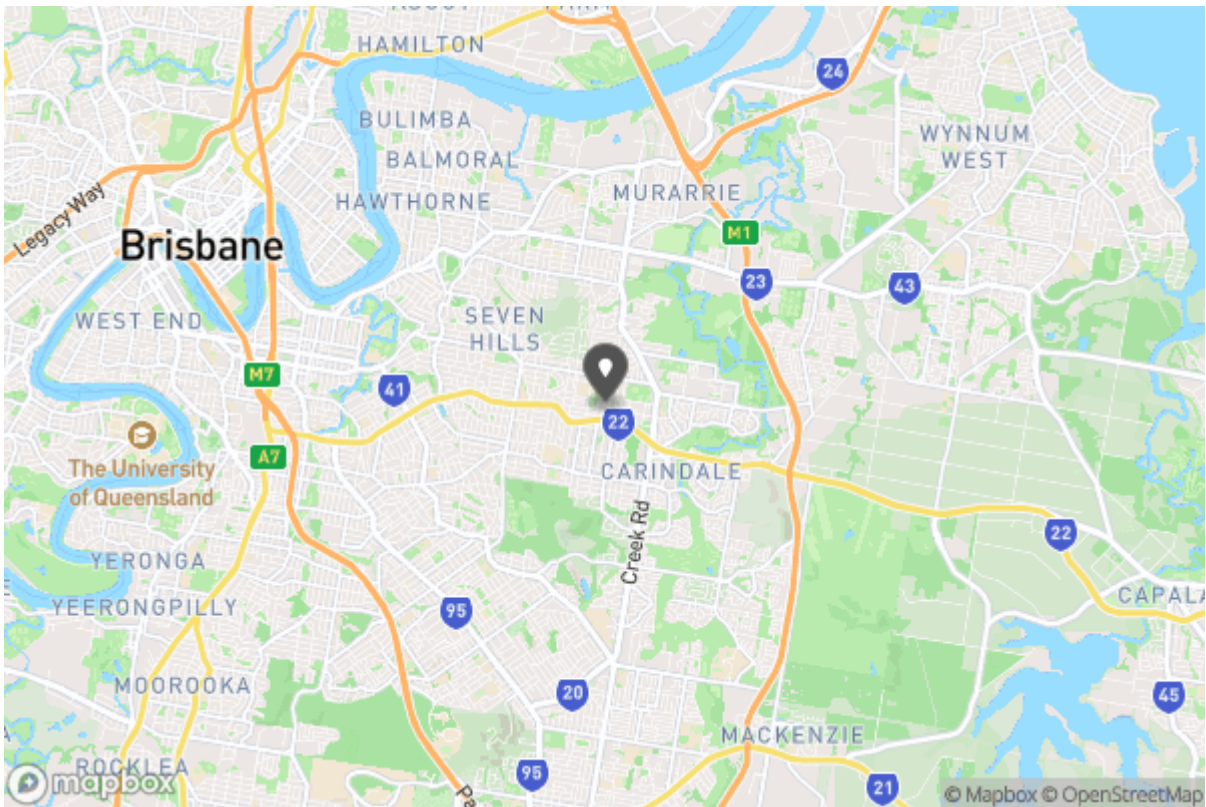 HAMILTON
24
BULIMBA
WYNNUM
WEST
BALMORAL
MURARRIE
HAWTHORNE
Legacy Way
Brisbane
M1
23
43
WEST END
SEVEN
HILLS
M7
41
22
A7
The University
of Queensland
CARINDALE
Creek Rd
22
YERONGA
CAPALA
YEERONGPILLY
95
MOOROOKA
20
45
MACKENZIE
ROCKLEA
95
21
mapbox
© Mapbox © OpenStreetMap